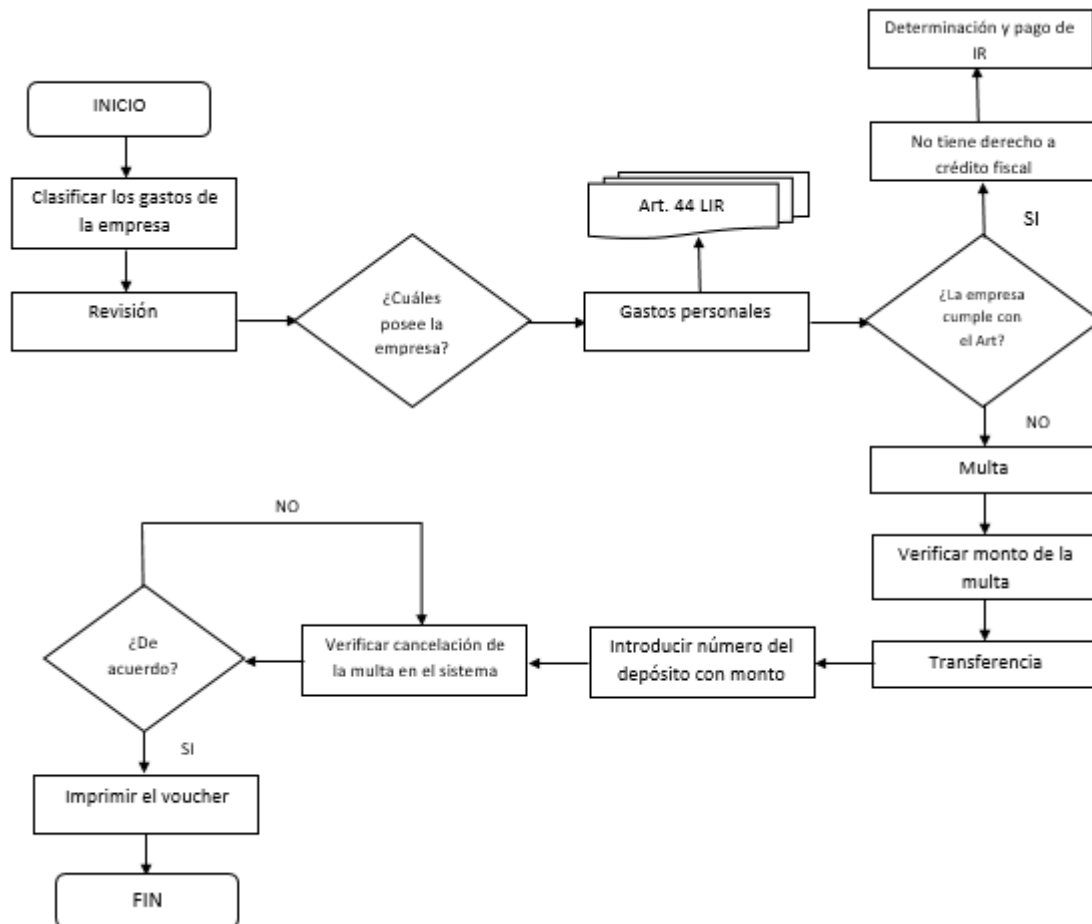 INICIO
Clasificar los gastos de
la empresa
Revisión
¿Cuáles
posee la
empresa?
Art. 44 LIR
Gastos personales
Determinación y pago de
IR
No tiene derecho a
crédito fiscal
SI
¿La empresa
cumple con
el Art?
NO
Multa
Verificar monto de la
multa
Transferencia
Introducir número del
depósito con monto
Verificar cancelación de
la multa en el sistema
NO
¿De
acuerdo?
SI
Imprimir el voucher
FIN